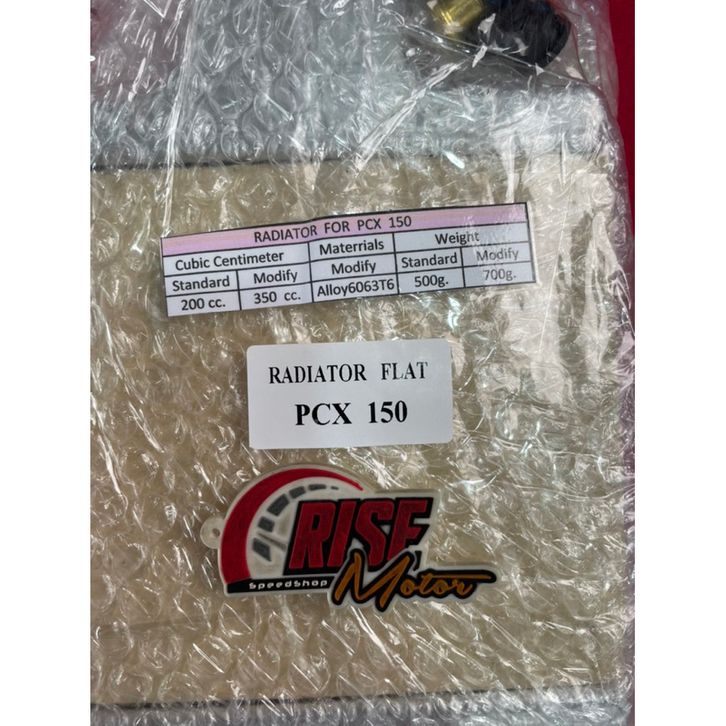 RADIATOR FOR PCX 150
Cubic Centimeter Materrials Weight
Standard Modify Modify Standard Modify
200 cc. 350 cc. Alloy6063T6 500g. 700g.
RADIATOR FLAT
PCX 150
RISE
SpeedShop Motor